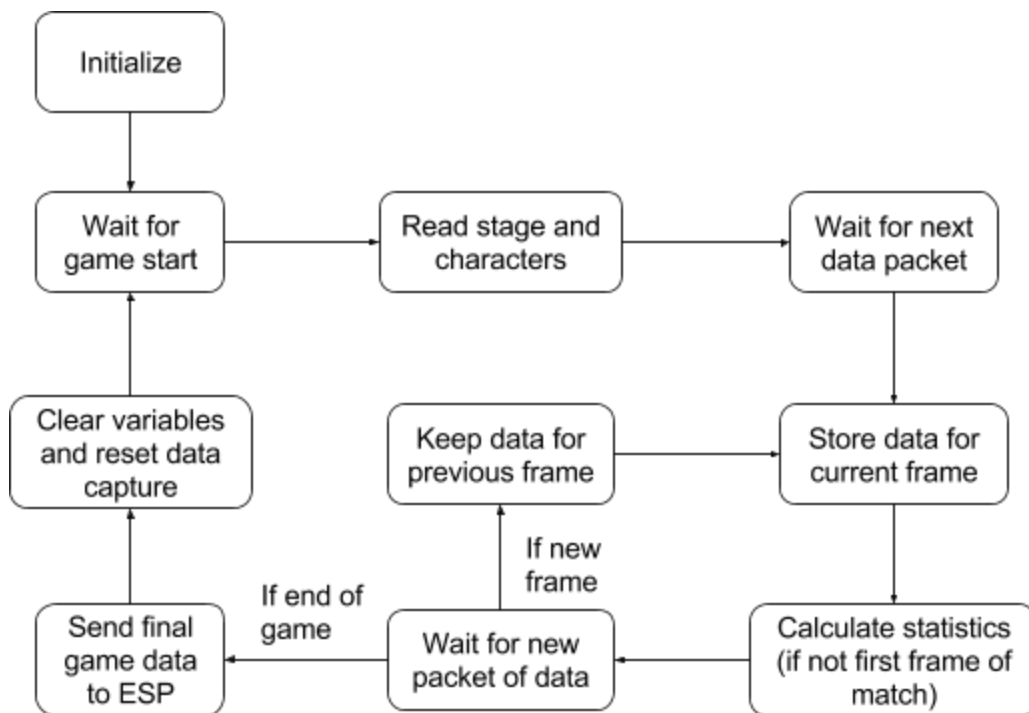 Initialize
Wait for
game start
Read stage and
characters
Wait for next
data packet
Clear variables
and reset data
capture
Keep data for
previous frame
Store data for
current frame
If new
frame
If end of
game
Send final
game data
to ESP
Wait for new
packet of data
Calculate statistics
(if not first frame of
match)